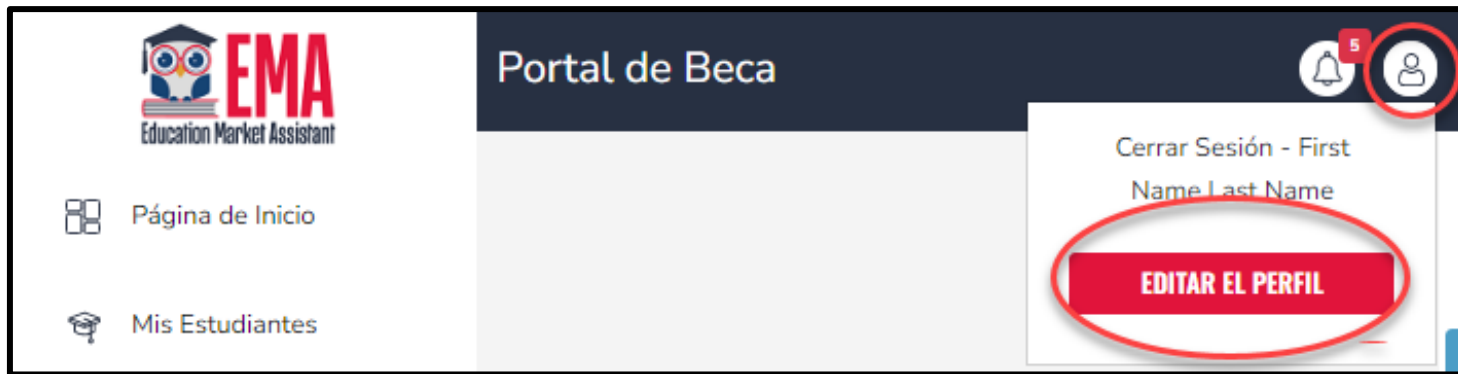 EMA
Education Market Assistant
Portal de Beca
5
Cerrar Sesión - First
Name Last Name
EDITAR EL PERFIL
Página de Inicio
Mis Estudiantes